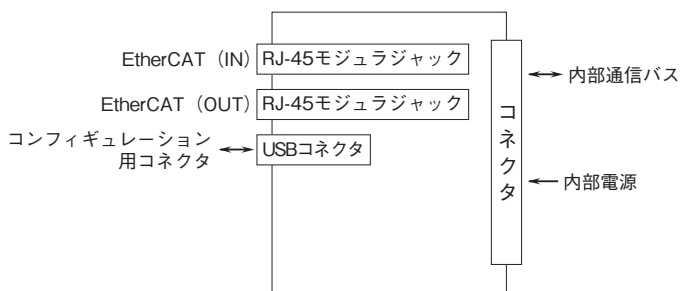 EtherCAT（IN）
RJ-45モジュラジャック
EtherCAT（OUT）
RJ-45モジュラジャック
コンフィギュレーション
用コネクタ
USBコネクタ
コネクタ
内部通信バス
内部電源